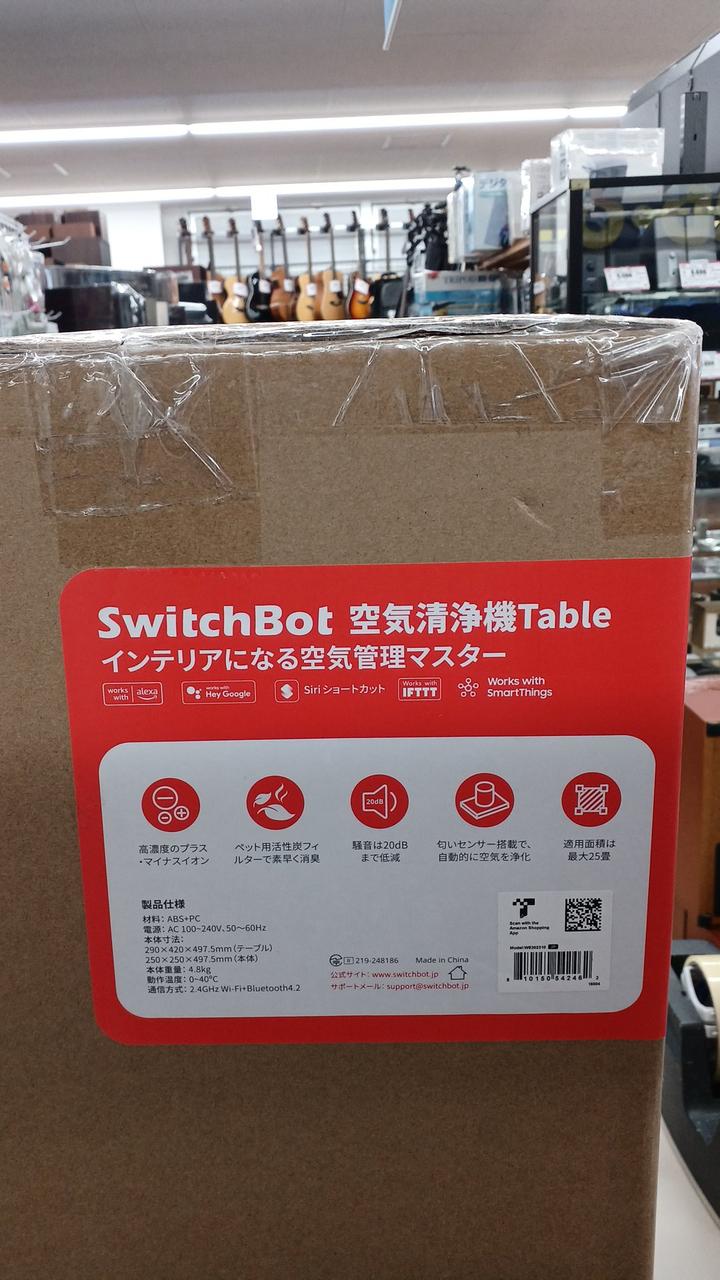 デジタ
SwitchBot 空気清浄機Table
インテリアになる空気管理マスター
works with alexa
works with Hey Google
Siri ショートカット
Works with IFTTT
Works with SmartThings
20dB
高濃度のプラス
・マイナスイオン
ペット用活性炭フィ
ルターで素早く消臭
騒音は20dB
まで低減
匂いセンサー搭載で、
自動的に空気を浄化
適用面積は
最大25畳
製品仕様
材料: ABS+PC
電源: AC 100~240V、50~60Hz
本体寸法:
290×420×497.5mm(テーブル)
250×250×497.5mm(本体)
本体重量: 4.8kg
動作温度: 0~40℃
通信方式: 2.4GHz Wi-Fi+Bluetooth4.2
R 219-248186 Made in China
公式サイト: www.switchbot.jp
サポートメール: support@switchbot.jp
Scan with the
Amazon Shopping
App
8 10150 54246 2